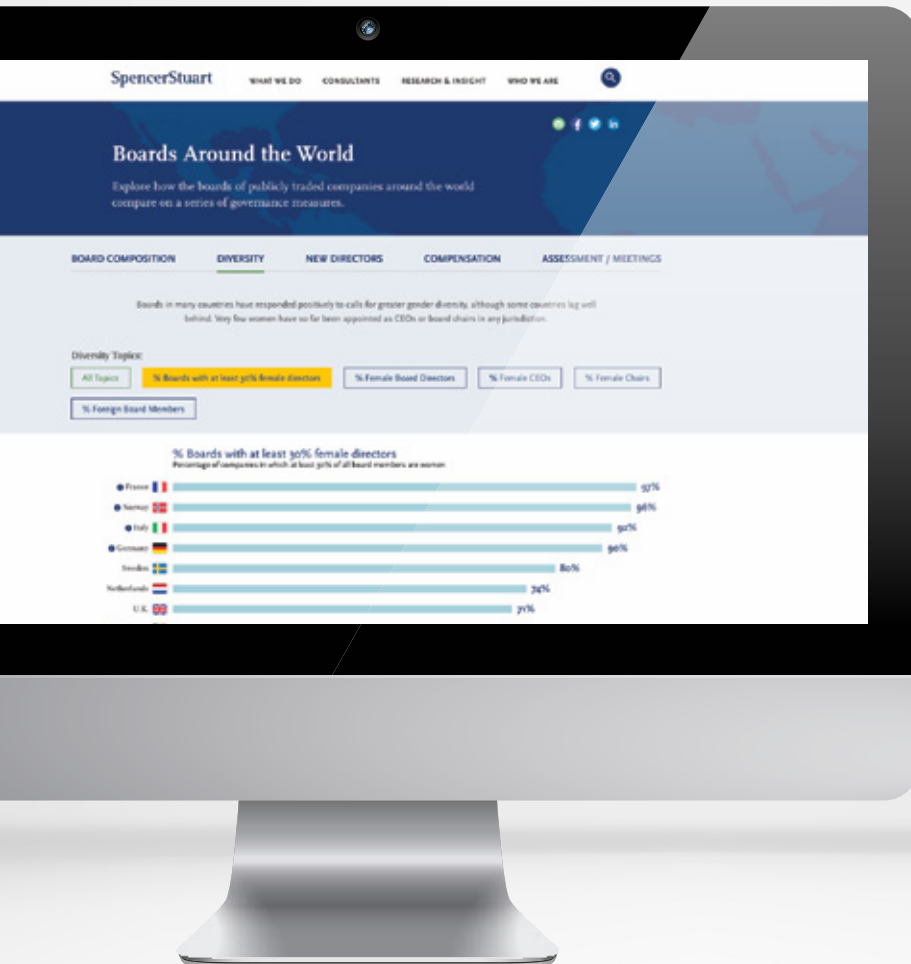 SpencerStuart
WHAT WE DO CONSULTANTS RESEARCH & INSIGHT WHO WE ARE
Boards Around the World
Explore how the boards of publicly traded companies around the world
compare on a series of governance measures.
BOARD COMPOSITION DIVERSITY NEW DIRECTORS COMPENSATION ASSESSMENT / MEETINGS
Boards in many countries have responded positively to calls for greater gender diversity, although some countries lag well
behind. Very few women have so far been appointed as CEOs or board chairs in any jurisdiction.
Diversity Topics:
All Topics % Boards with at least 30% female directors % Female Board Directors % Female CEOs % Female Chairs
% Foreign Board Members
% Boards with at least 30% female directors
Percentage of companies in which at least 30% of all board members are women
France 97%
Norway 96%
Italy 92%
Germany 90%
Sweden 80%
Netherlands 74%
U.K. 71%